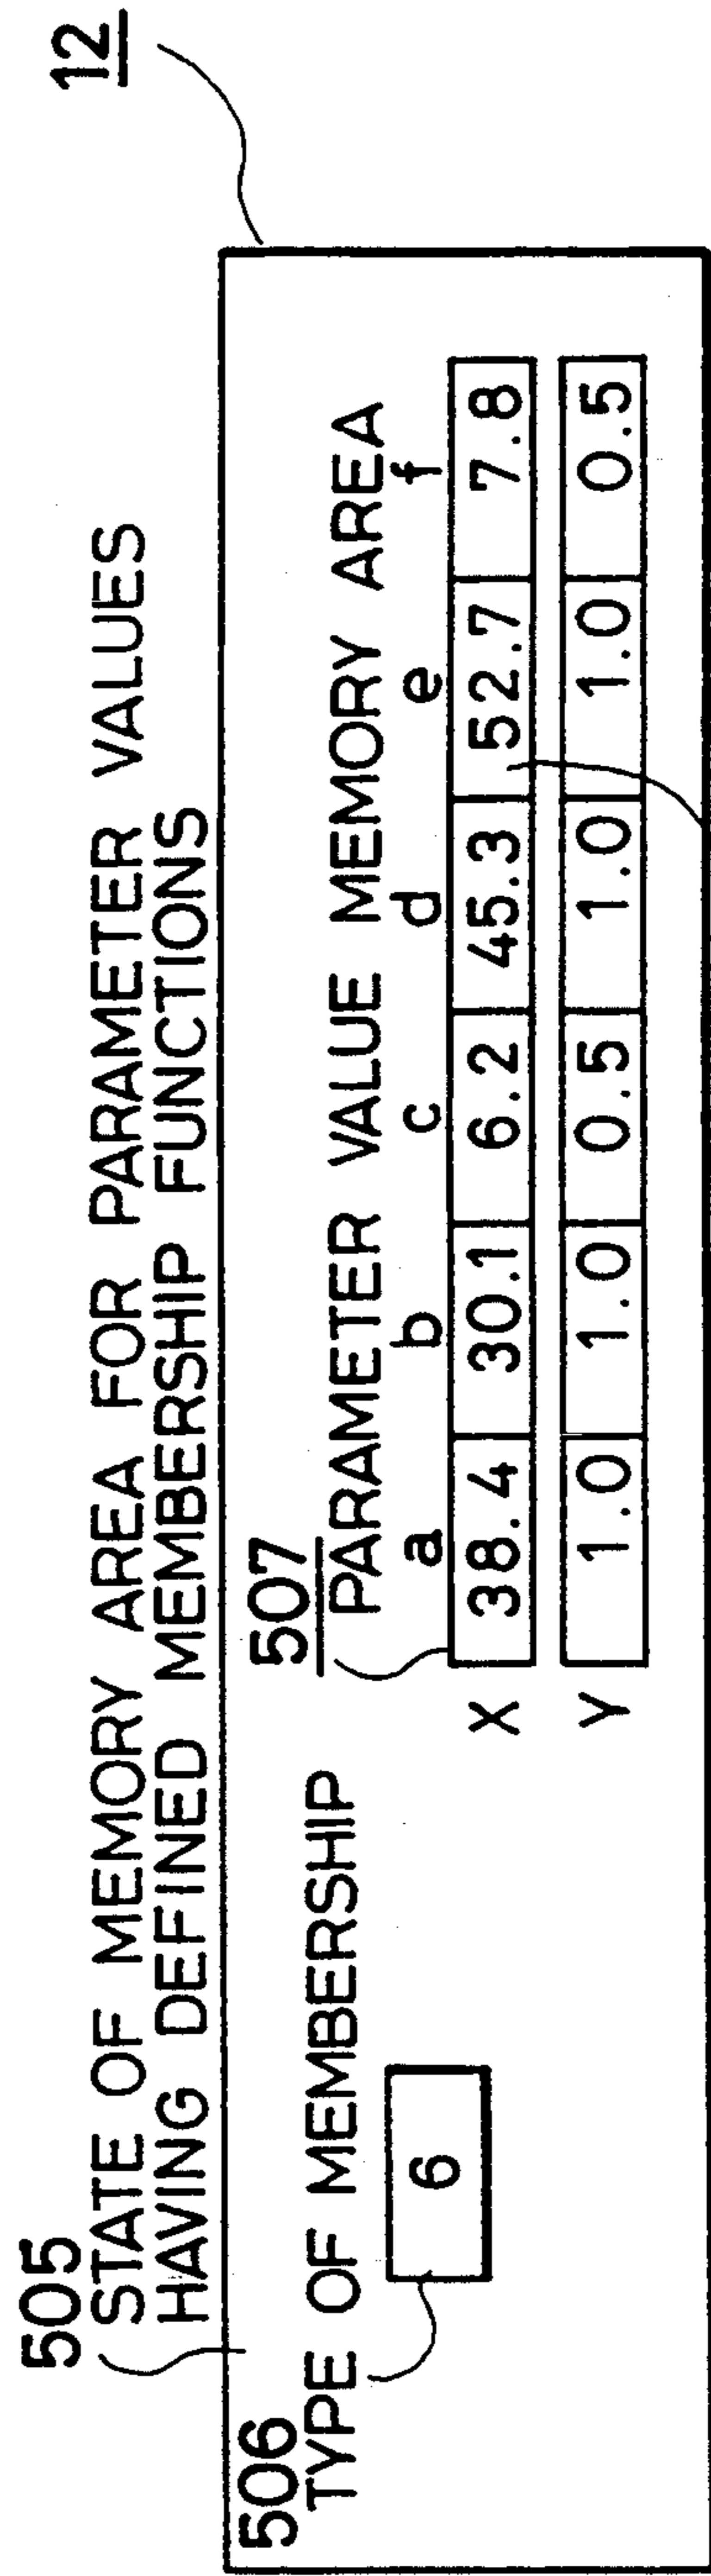 12
505
STATE OF MEMORY AREA FOR PARAMETER VALUES
HAVING DEFINED MEMBERSHIP FUNCTIONS
506
TYPE OF MEMBERSHIP
6
507
PARAMETER VALUE MEMORY AREA
a b c d e f
X 38.4 30.1 6.2 45.3 52.7 7.8
Y 1.0 1.0 0.5 1.0 1.0 0.5